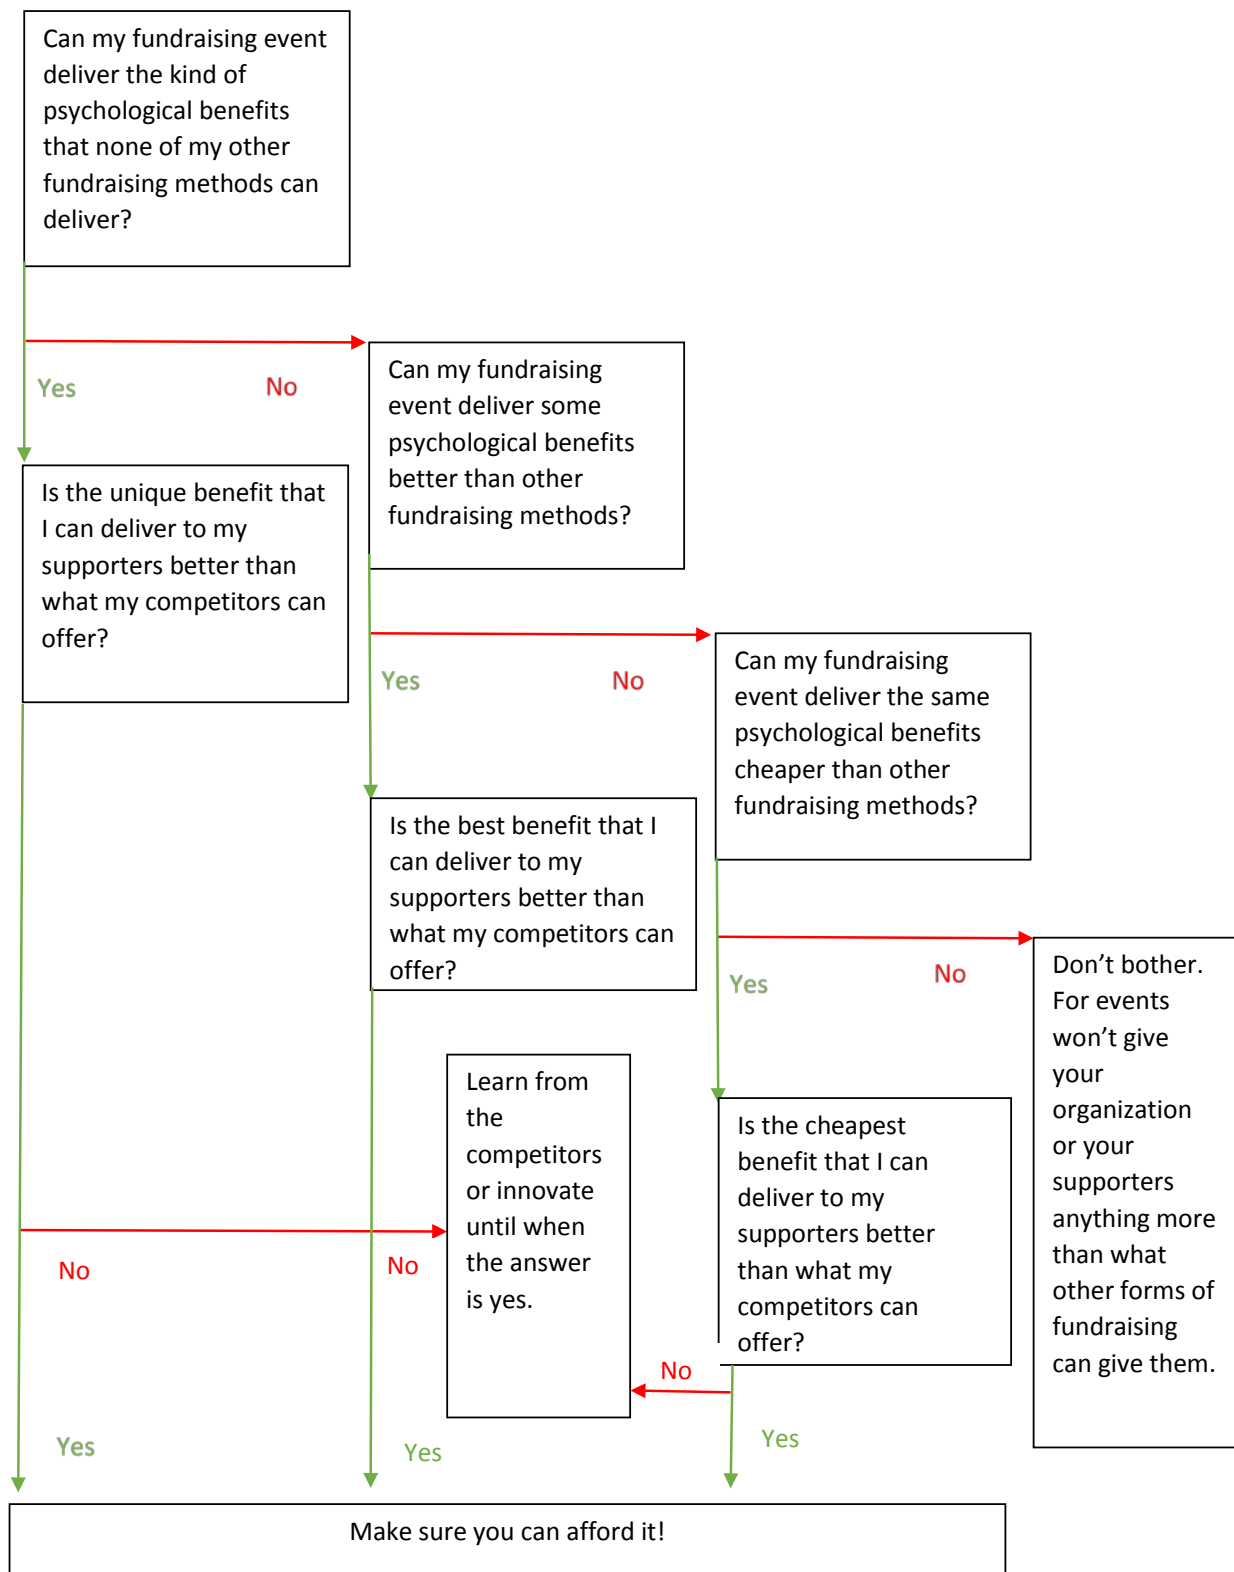 Can my fundraising event
deliver the kind of
psychological benefits
that none of my other
fundraising methods can
deliver?
Yes
No
Can my fundraising
event deliver some
psychological benefits
better than other
fundraising methods?
Is the unique benefit that
I can deliver to my
supporters better than
what my competitors can
offer?
Yes
No
Can my fundraising
event deliver the same
psychological benefits
cheaper than other
fundraising methods?
Is the best benefit that I
can deliver to my
supporters better than
what my competitors can
offer?
Yes
No
Don’t bother.
For events
won’t give
your
organization
or your
supporters
anything more
than what
other forms of
fundraising
can give them.
Learn from
the
competitors
or innovate
until when
the answer
is yes.
Is the cheapest
benefit that I can
deliver to my
supporters better
than what my
competitors can
offer?
No
No
No
Yes
Yes
Yes
Make sure you can afford it!